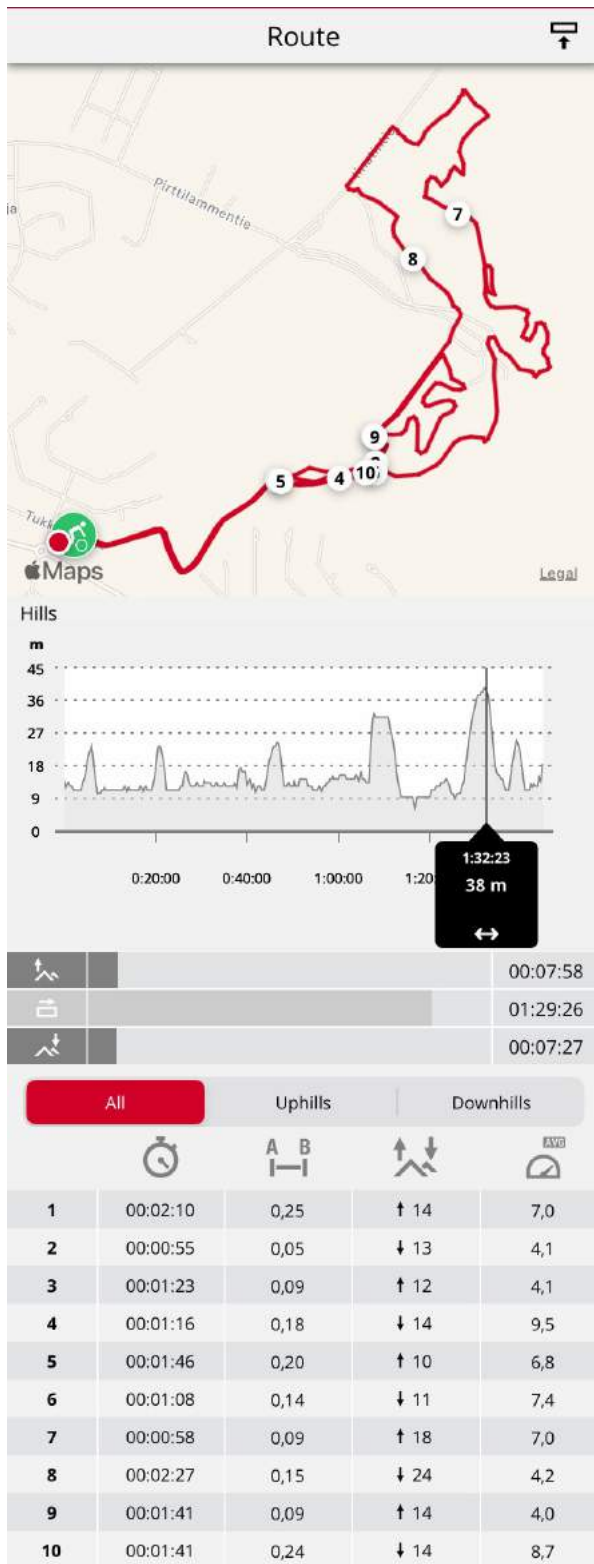 Route
Pirttilammentie
ja
7
8
9
5
4
10
Tukk
Maps
Legal
Hills
m
45
36
27
18
9
0
0:20:00 0:40:00 1:00:00 1:20
1:32:23
38 m
00:07:58
01:29:26
00:07:27
All Uphills Downhills
A B AVG
1 00:02:10 0,25 ↑ 14 7,0
2 00:00:55 0,05 ↓ 13 4,1
3 00:01:23 0,09 ↑ 12 4,1
4 00:01:16 0,18 ↓ 14 9,5
5 00:01:46 0,20 ↑ 10 6,8
6 00:01:08 0,14 ↓ 11 7,4
7 00:00:58 0,09 ↑ 18 7,0
8 00:02:27 0,15 ↓ 24 4,2
9 00:01:41 0,09 ↑ 14 4,0
10 00:01:41 0,24 ↓ 14 8,7